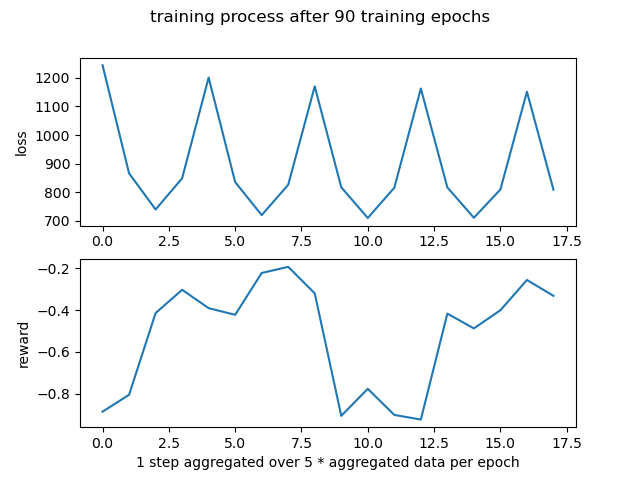 training process after 90 training epochs
1200
1100
1000
900
800
700
loss
0.0 2.5 5.0 7.5 10.0 12.5 15.0 17.5
−0.2
−0.4
−0.6
−0.8
reward
0.0 2.5 5.0 7.5 10.0 12.5 15.0 17.5
1 step aggregated over 5 * aggregated data per epoch